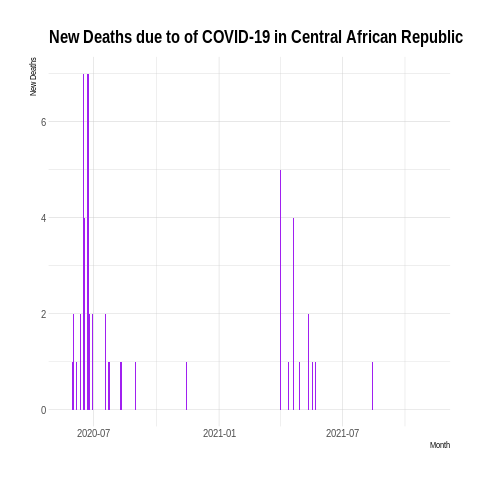 New Deaths due to of COVID-19 in Central African Republic
New Deaths
6
4
2
0
2020-07
2021-01
2021-07
Month